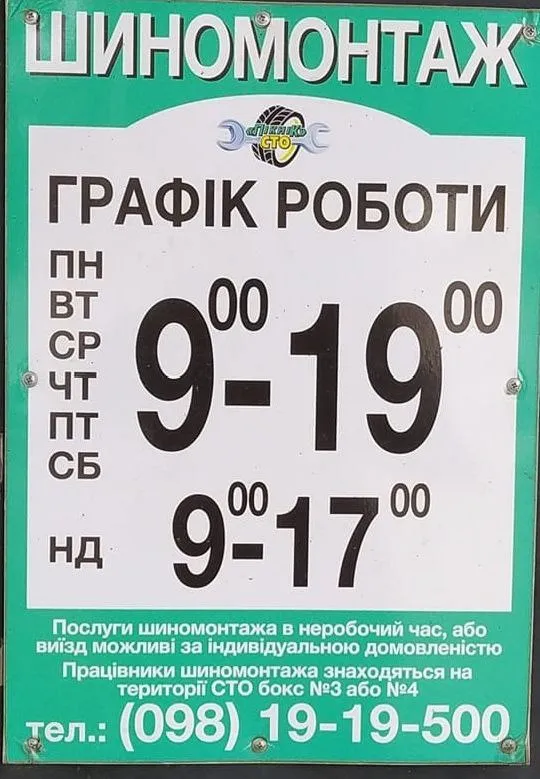 ШИНОМОНТАЖ
«ПІКНІК»
СТО
ГРАФІК РОБОТИ
ПН
ВТ
СР
ЧТ
ПТ
СБ
9⁰⁰-19⁰⁰
НД 9⁰⁰-17⁰⁰
Послуги шиномонтажа в неробочий час, або
виїзд можливі за індивідуальною домовленістю
Працівники шиномонтажа знаходяться на
території СТО бокс №3 або №4
тел.: (098) 19-19-500